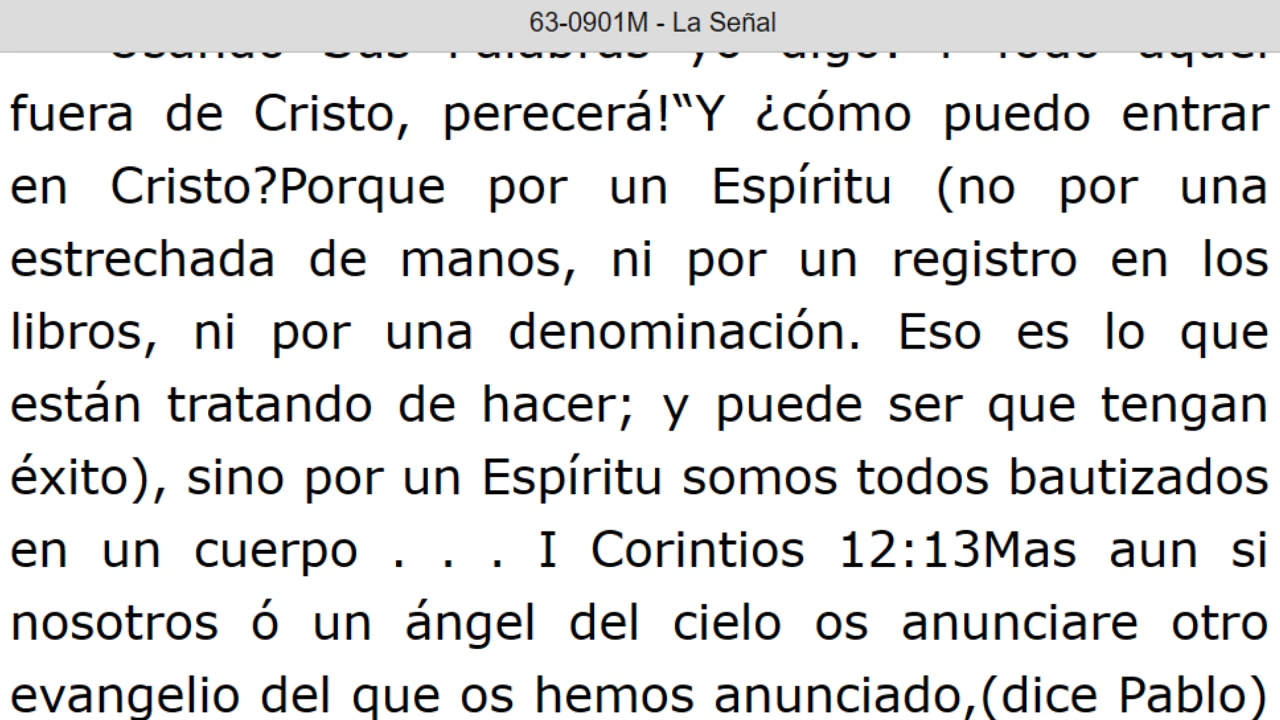 63-0901M - La Señal
fuera de Cristo, perecerá!“Y ¿cómo puedo entrar
en Cristo?Porque por un Espíritu (no por una
estrechada de manos, ni por un registro en los
libros, ni por una denominación. Eso es lo que
están tratando de hacer; y puede ser que tengan
éxito), sino por un Espíritu somos todos bautizados
en un cuerpo . . . I Corintios 12:13Mas aun si
nosotros ó un ángel del cielo os anunciare otro
evangelio del que os hemos anunciado,(dice Pablo)